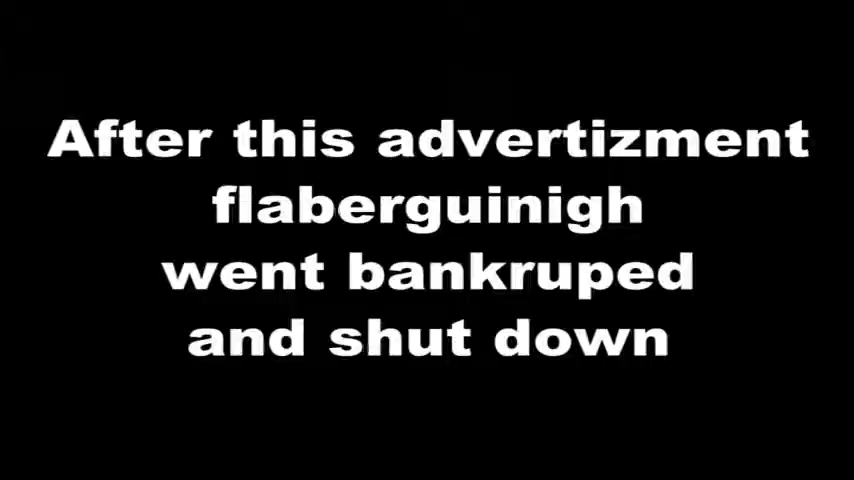 After this advertizment
flaberguinigh
went bankruped
and shut down